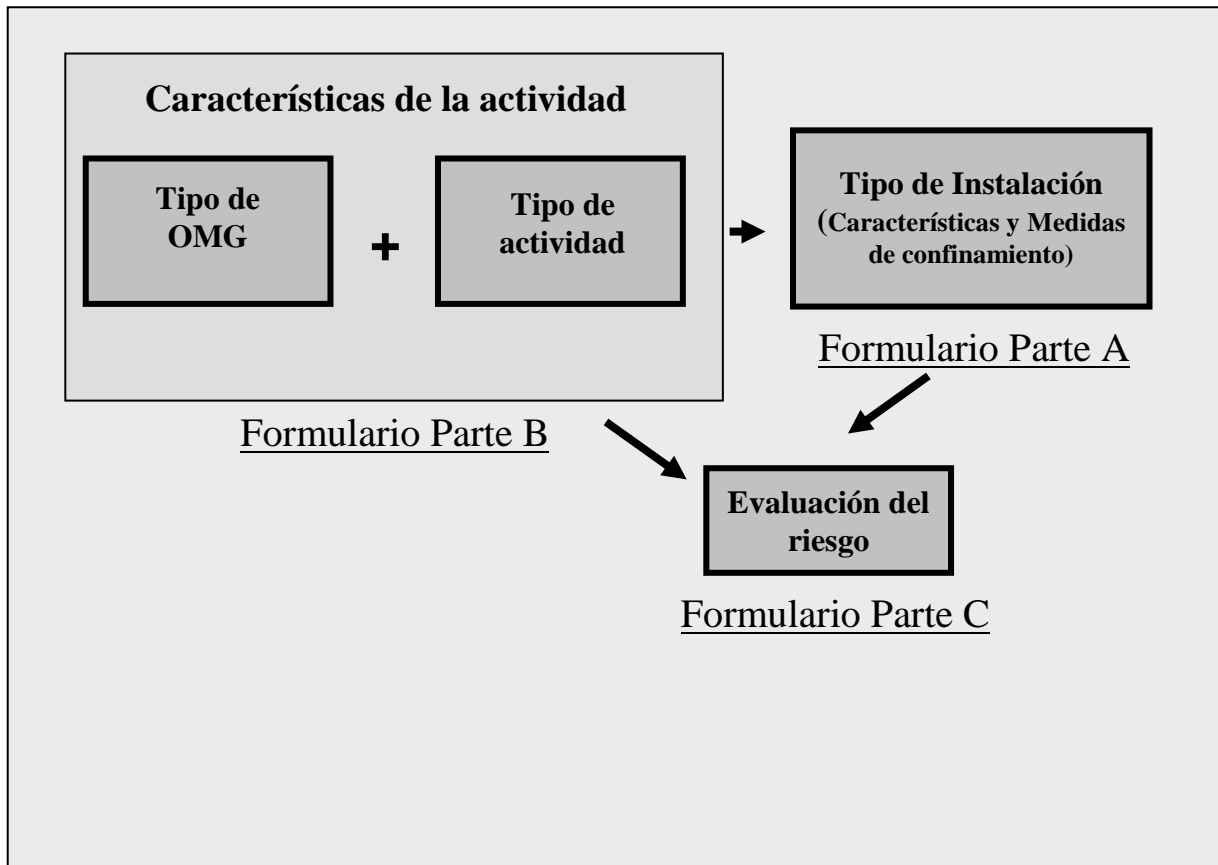 Características de la actividad
Tipo de
OMG
+
Tipo de
actividad
Tipo de Instalación
(Características y Medidas
de confinamiento)
Formulario Parte A
Formulario Parte B
Evaluación del
riesgo
Formulario Parte C